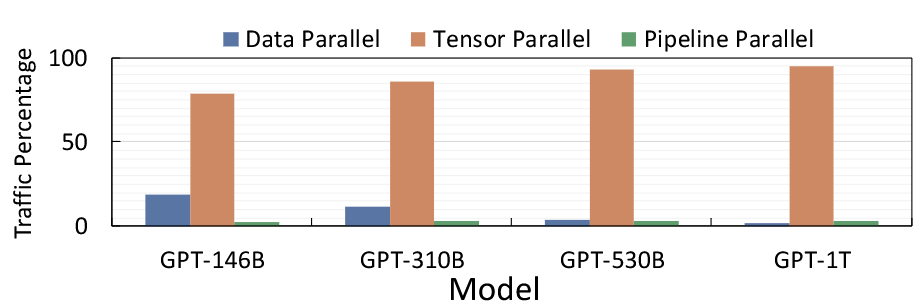 Data Parallel Tensor Parallel Pipeline Parallel
Traffic Percentage
100
50
0
GPT-146B GPT-310B GPT-530B GPT-1T
Model